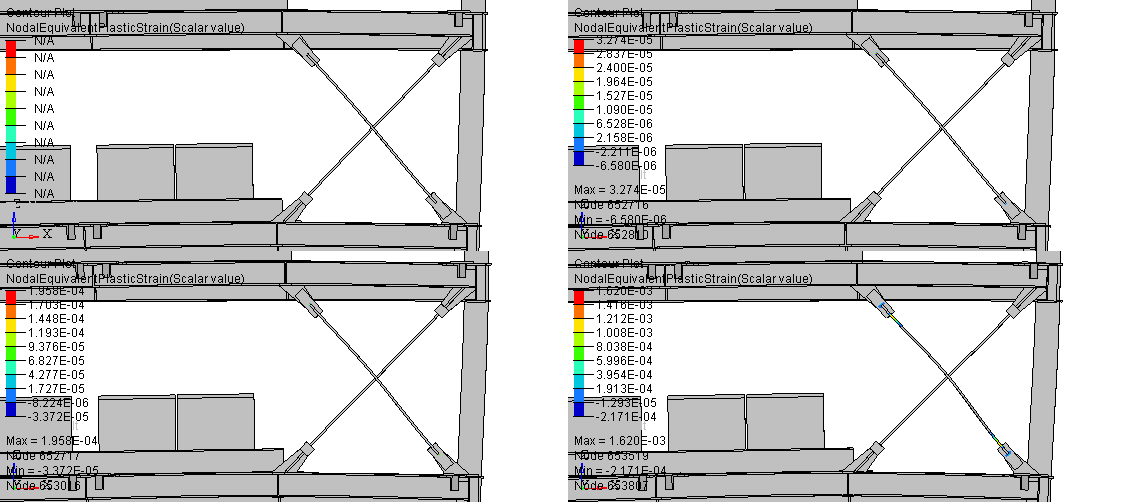 Contour Plot
NodalEquivalentPlasticStrain(Scalar value)
N/A
N/A
N/A
N/A
N/A
N/A
N/A
N/A
N/A
N/A
Z
Y X
Contour Plot
NodalEquivalentPlasticStrain(Scalar value)
3.274E-05
2.837E-05
2.400E-05
1.964E-05
1.527E-05
1.090E-05
6.528E-06
2.158E-06
-2.211E-06
-6.580E-06
Max = 3.274E-05
Node 652716
Min = -6.580E-06
Contour Plot
NodalEquivalentPlasticStrain(Scalar value)
1.958E-04
1.703E-04
1.448E-04
1.193E-04
9.376E-05
6.827E-05
4.277E-05
1.727E-05
-8.224E-06
-3.372E-05
Max = 1.958E-04
Node 652717
Min = -3.372E-05
Contour Plot
NodalEquivalentPlasticStrain(Scalar value)
1.620E-03
1.416E-03
1.212E-03
1.008E-03
8.038E-04
5.996E-04
3.954E-04
1.913E-04
-1.293E-05
-2.171E-04
Max = 1.620E-03
Node 653519
Min = -2.171E-04
Node 653807